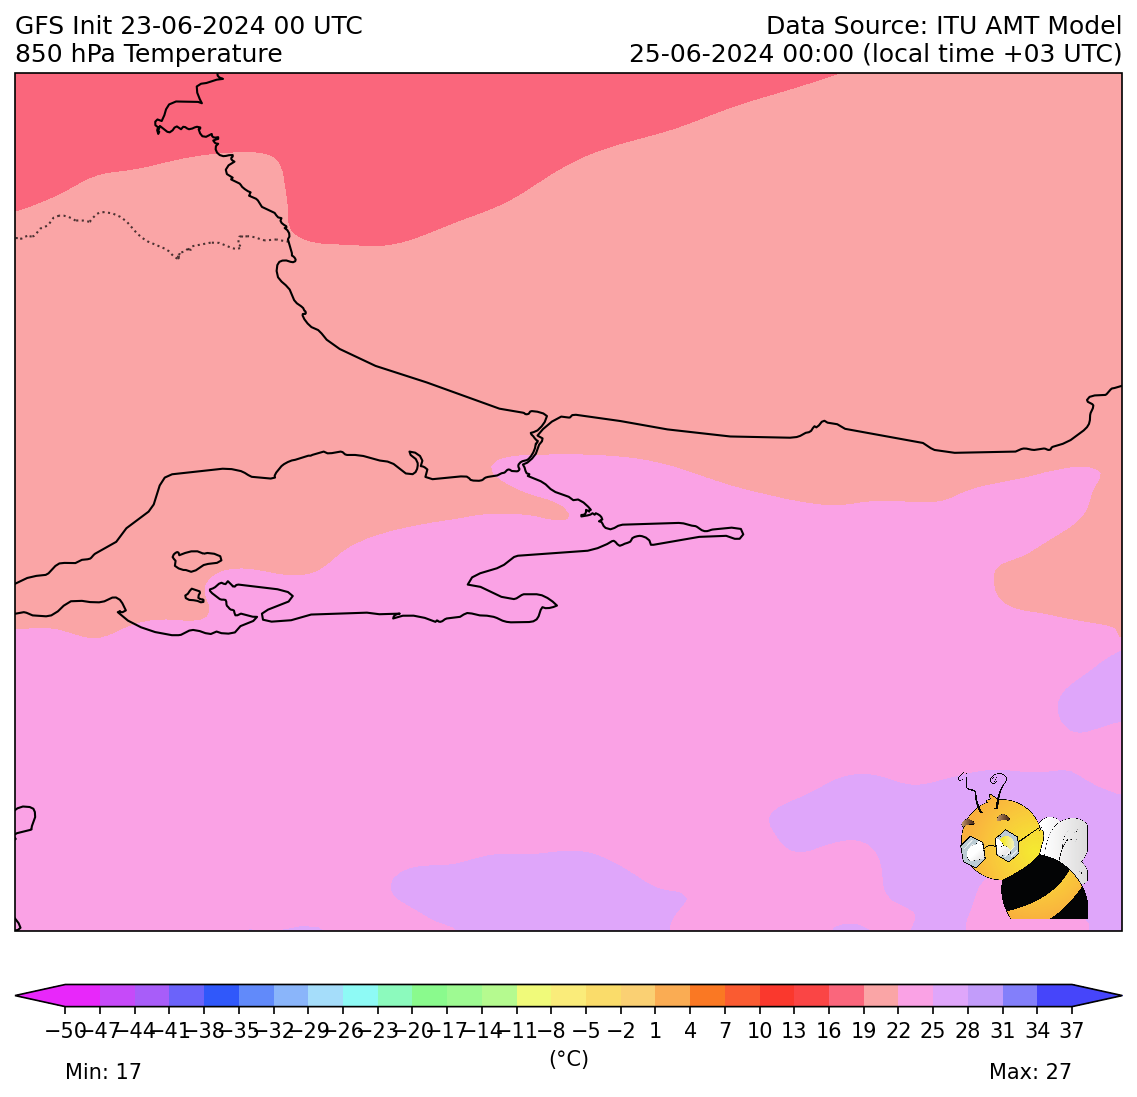 GFS Init 23-06-2024 00 UTC
Data Source: ITU AMT Model
850 hPa Temperature
25-06-2024 00:00 (local time +03 UTC)
−50 −47 −44 −41 −38 −35 −32 −29 −26 −23 −20 −17 −14 −11 −8 −5 −2 1 4 7 10 13 16 19 22 25 28 31 34 37
(°C)
Min: 17
Max: 27